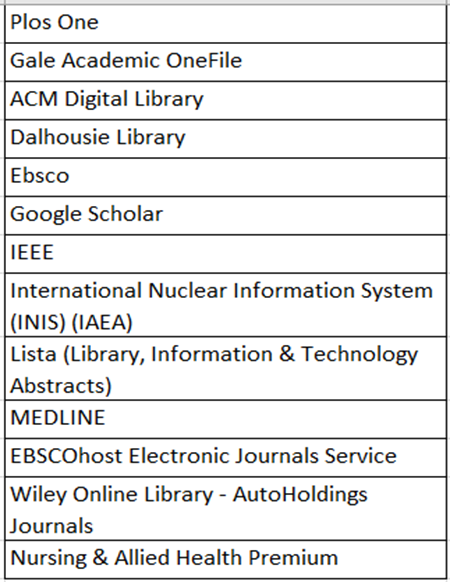 Plos One
Gale Academic OneFile
ACM Digital Library
Dalhousie Library
Ebsco
Google Scholar
IEEE
International Nuclear Information System
(INIS) (IAEA)
Lista (Library, Information & Technology
Abstracts)
MEDLINE
EBSCOhost Electronic Journals Service
Wiley Online Library - AutoHoldings
Journals
Nursing & Allied Health Premium